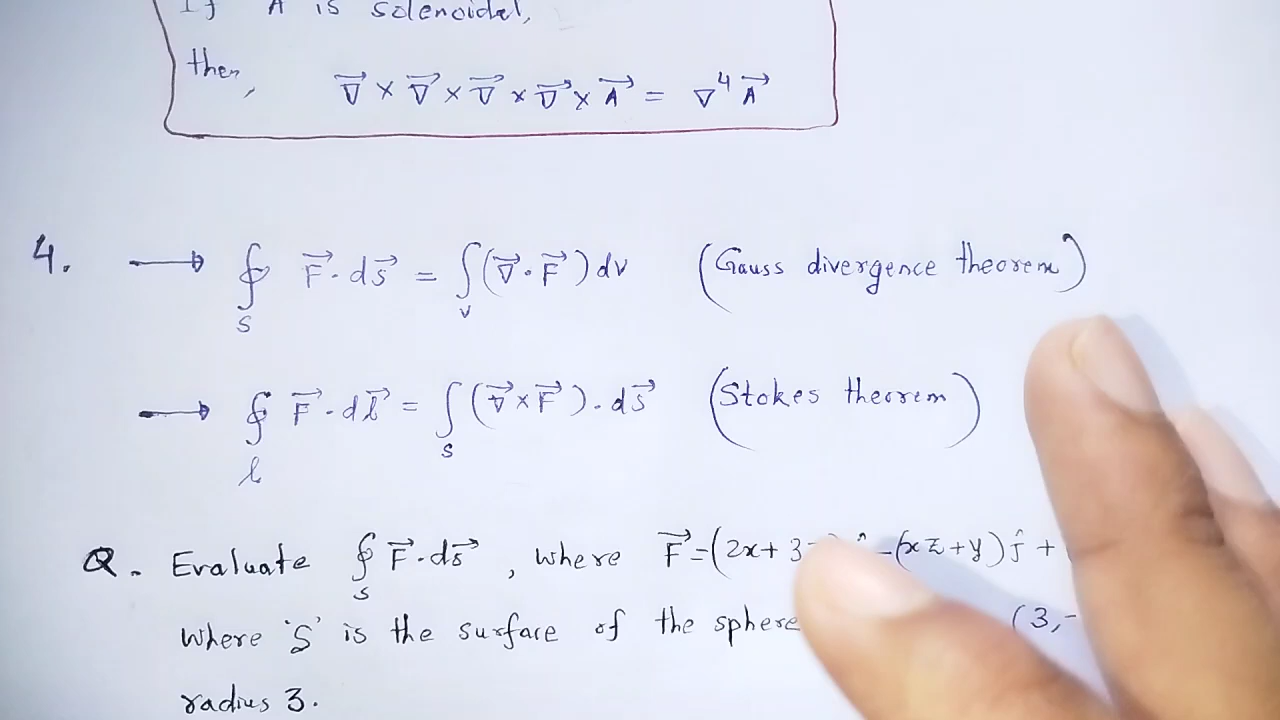 If A is solenoidal,
then, ∇⃗ × ∇⃗ × ∇⃗ × ∇⃗ × A⃗ = ∇⁴ A⃗
4. → ∮_S F⃗ · ds⃗ = ∫_V (∇⃗ · F⃗) dv (Gauss divergence theorem)
→ ∮_l F⃗ · dl⃗ = ∫_S (∇⃗ × F⃗) · ds⃗ (Stokes theorem)
Q. Evaluate ∮_S F⃗ · ds⃗, where F⃗ = (2x + 3 - (xz + y) ĵ +
where 'S' is the surface of the sphere (3, -
radius 3.